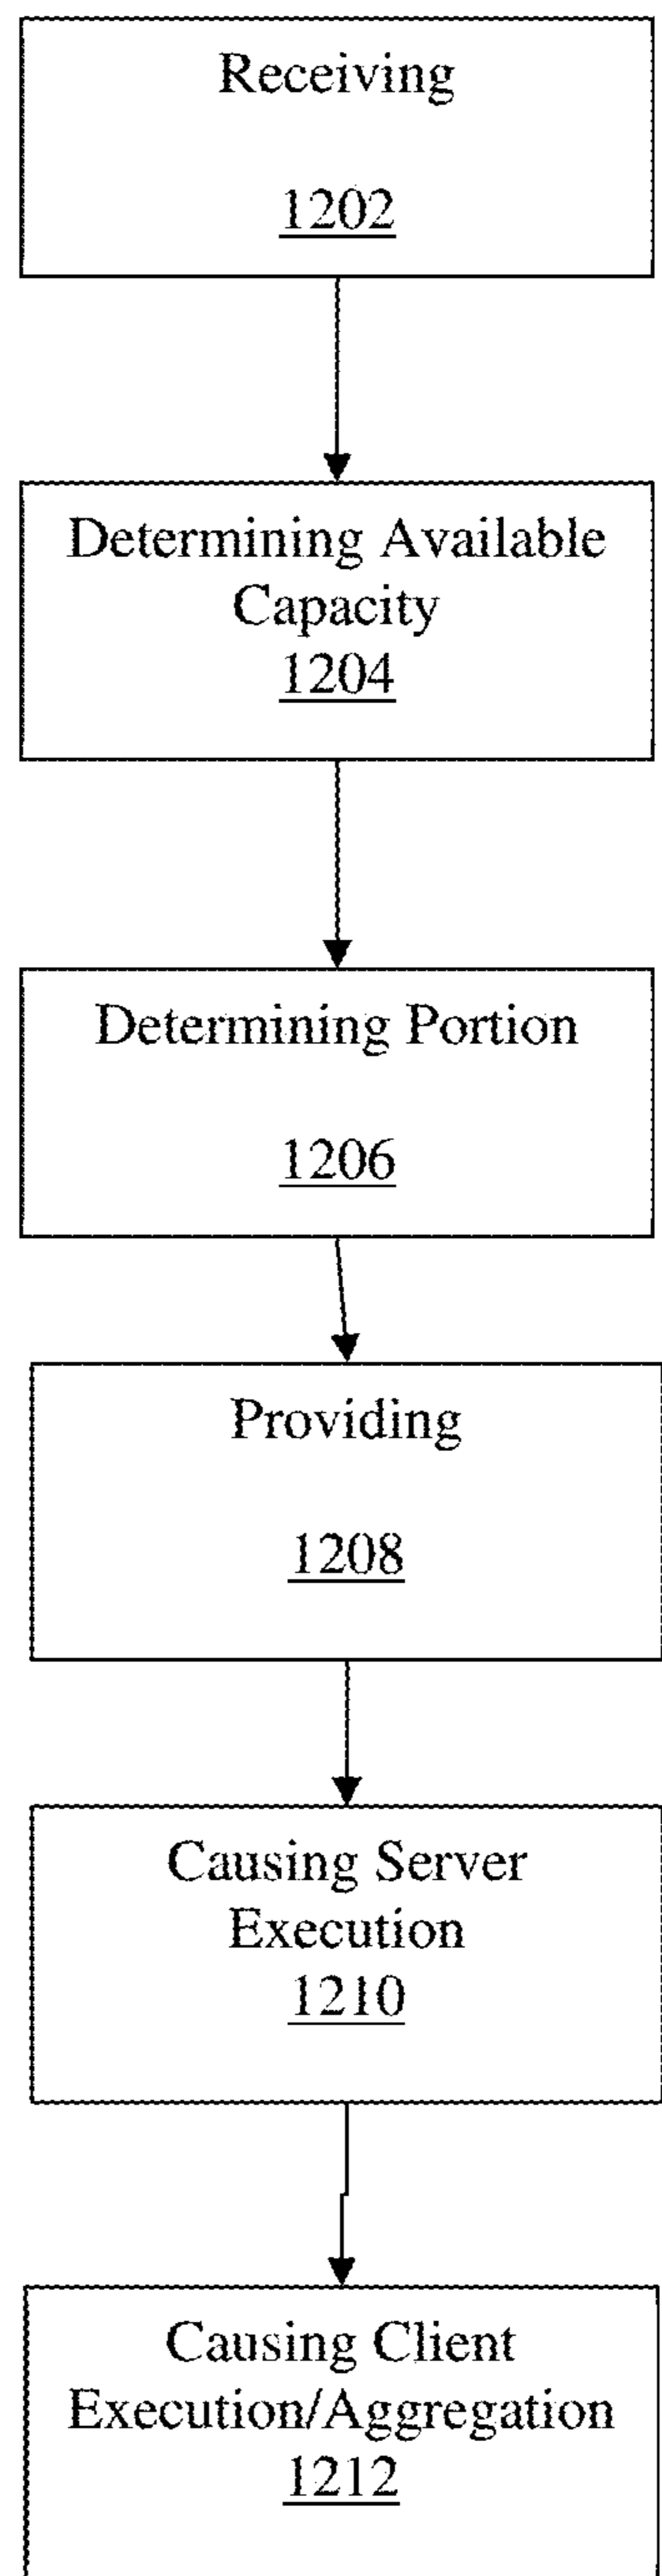 Receiving
1202
Determining Available
Capacity
1204
Determining Portion
1206
Providing
1208
Causing Server
Execution
1210
Causing Client
Execution/Aggregation
1212